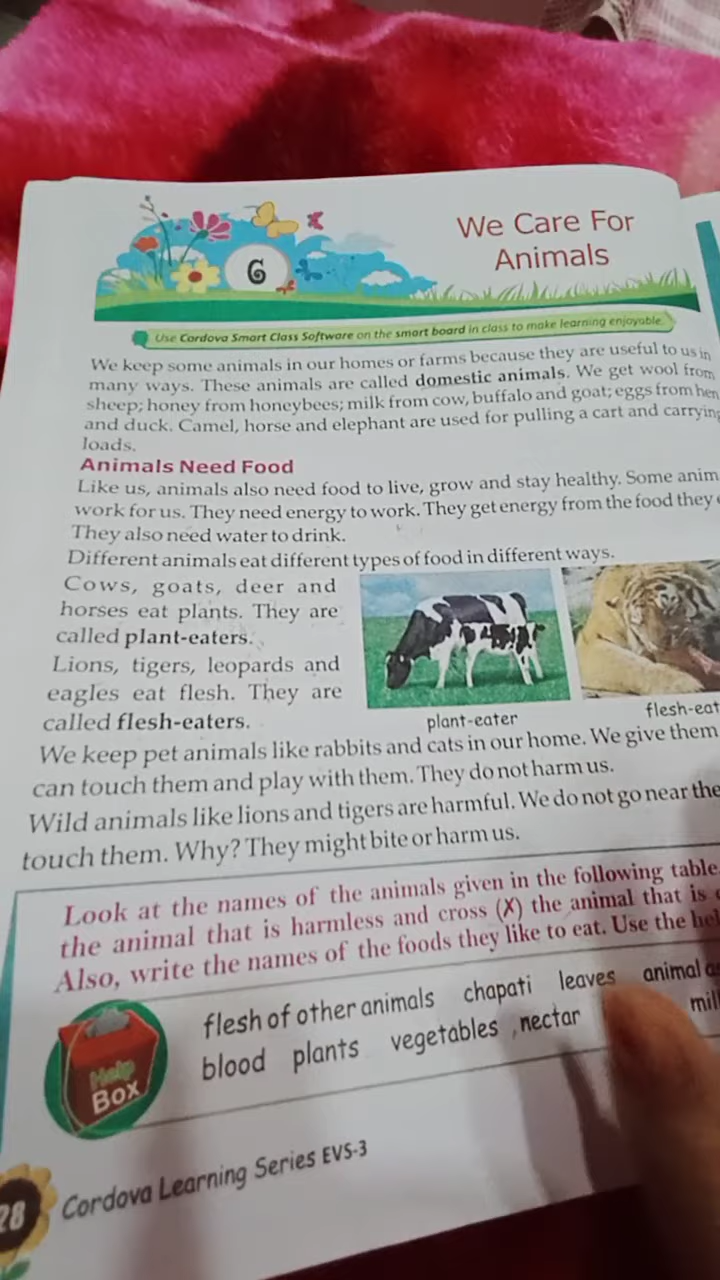 6
We Care For
Animals
Use Cordova Smart Class Software on the smart board in class to make learning enjoyable.
We keep some animals in our homes or farms because they are useful to us in
many ways. These animals are called domestic animals. We get wool from
sheep; honey from honeybees; milk from cow, buffalo and goat; eggs from hen
and duck. Camel, horse and elephant are used for pulling a cart and carrying
loads.
Animals Need Food
Like us, animals also need food to live, grow and stay healthy. Some anim
work for us. They need energy to work. They get energy from the food they
They also need water to drink.
Different animals eat different types of food in different ways.
Cows, goats, deer and
horses eat plants. They are
called plant-eaters.
Lions, tigers, leopards and
eagles eat flesh. They are
called flesh-eaters.
plant-eater
flesh-eat
We keep pet animals like rabbits and cats in our home. We give them
can touch them and play with them. They do not harm us.
Wild animals like lions and tigers are harmful. We do not go near the
touch them. Why? They might bite or harm us.
Look at the names of the animals given in the following table.
the animal that is harmless and cross (✗) the animal that is
Also, write the names of the foods they like to eat. Use the hel
Help
Box
flesh of other animals chapati leaves animal
blood plants vegetables nectar mil
28
Cordova Learning Series EVS-3